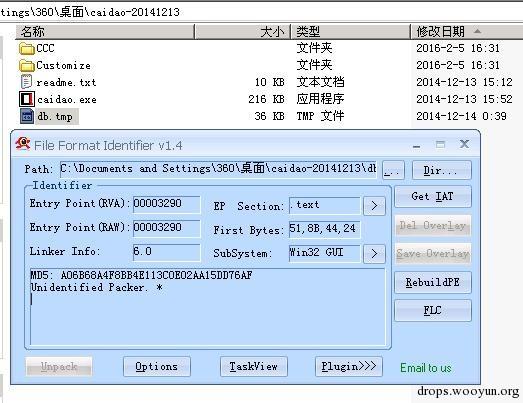 ttings\360\桌面\caidao-20141213
名称 大小 类型 修改日期
CCC 文件夹 2016-2-5 16:31
Customize 文件夹 2016-2-5 16:31
readme.txt 10 KB 文本文档 2014-12-13 15:12
caidao.exe 216 KB 应用程序 2014-12-13 15:52
db.tmp 36 KB TMP 文件 2014-12-14 0:39
File Format Identifier v1.4
Path: C:\Documents and Settings\360\桌面\caidao-20141213\db ... Dir...
Identifier
Entry Point(RVA): 00003290 EP Section: .text > Get IAT
Entry Point(RAW): 00003290 First Bytes: 51,8B,44,24 Del Overlay
Linker Info: 6.0 SubSystem: Win32 GUI > Save Overlay
MD5: A06B68A4F8BB4E113C0E02AA15DD76AF RebuildPE
Unidentified Packer. *
FLC
Unpack Options TaskView Plugin>>> Email to us
drops.wooyun.org